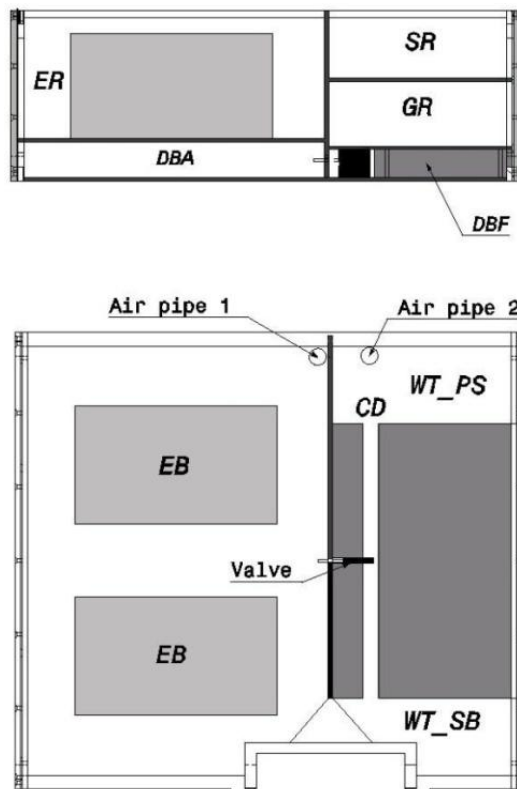 SR
ER
GR
DBA
DBF
Air pipe 1
Air pipe 2
WT_PS
CD
EB
Valve
EB
WT_SB